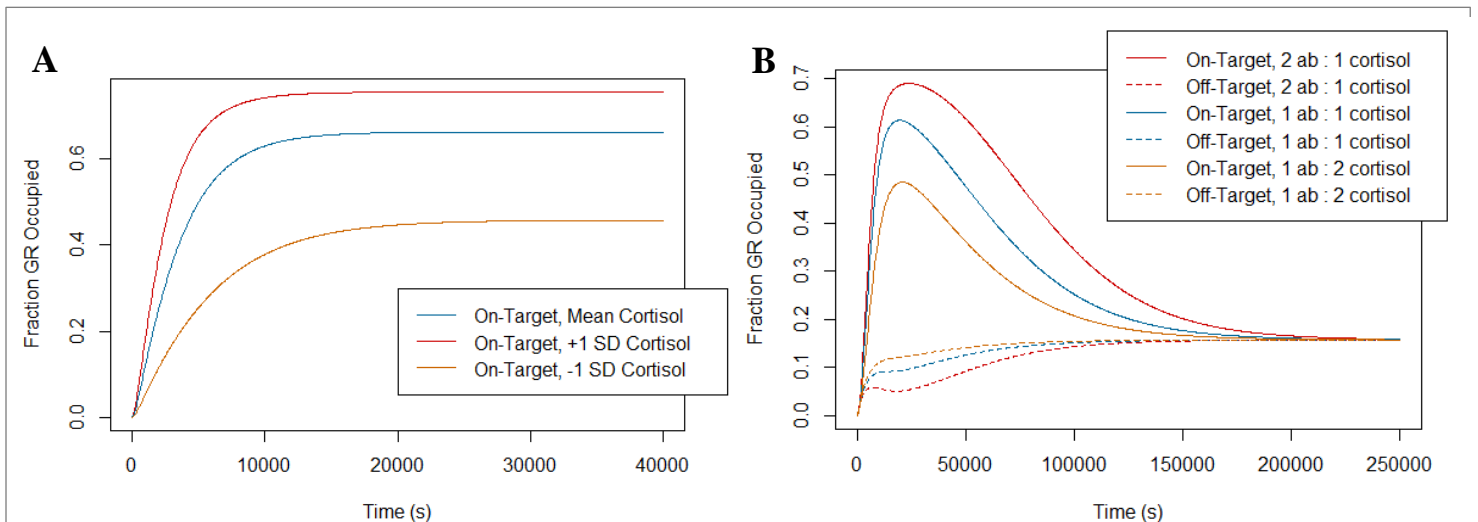 A
Fraction GR Occupied
0.6
0.4
0.2
0.0
On-Target, Mean Cortisol
On-Target, +1 SD Cortisol
On-Target, -1 SD Cortisol
0 10000 20000 30000 40000
Time (s)
B
Fraction GR Occupied
0.7
0.6
0.5
0.4
0.3
0.2
0.1
0.0
On-Target, 2 ab : 1 cortisol
Off-Target, 2 ab : 1 cortisol
On-Target, 1 ab : 1 cortisol
Off-Target, 1 ab : 1 cortisol
On-Target, 1 ab : 2 cortisol
Off-Target, 1 ab : 2 cortisol
0 50000 100000 150000 200000 250000
Time (s)